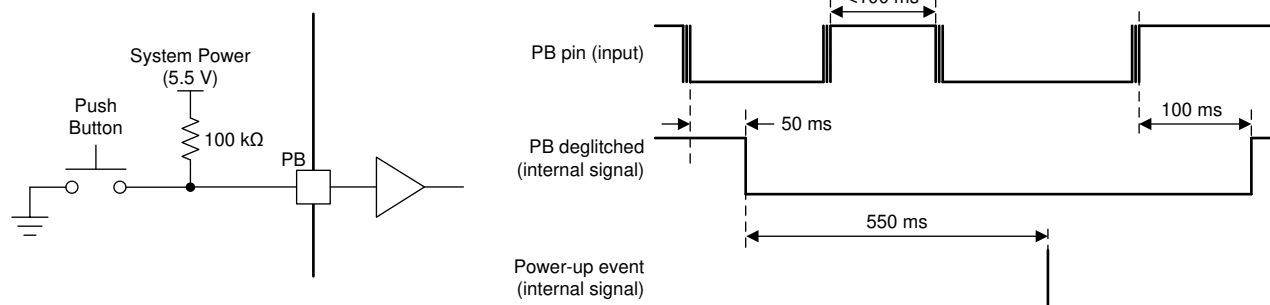 <100 ms
System Power
(5.5 V)
Push
Button
100 kΩ
PB
PB pin (input)
50 ms
100 ms
PB deglitched
(internal signal)
550 ms
Power-up event
(internal signal)